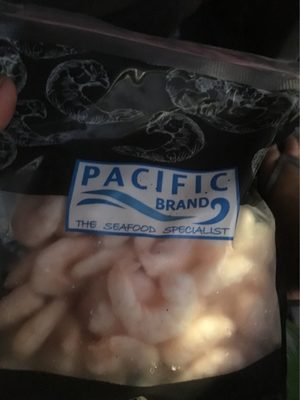 PACIFIC
BRAND
THE SEAFOOD SPECIALIST